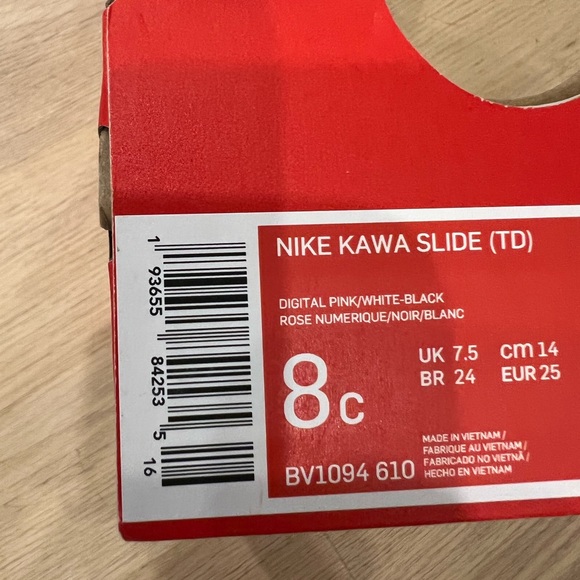 NIKE KAWA SLIDE (TD)
DIGITAL PINK/WHITE-BLACK
ROSE NUMERIQUE/NOIR/BLANC
8C
UK 7.5 cm 14
BR 24 EUR 25
BV1094 610
MADE IN VIETNAM/
FABRIQUE AU VIETNAM/
FABRICADO NO VIETNÃ/
HECHO EN VIETNAM
1 93655 84253 5 16